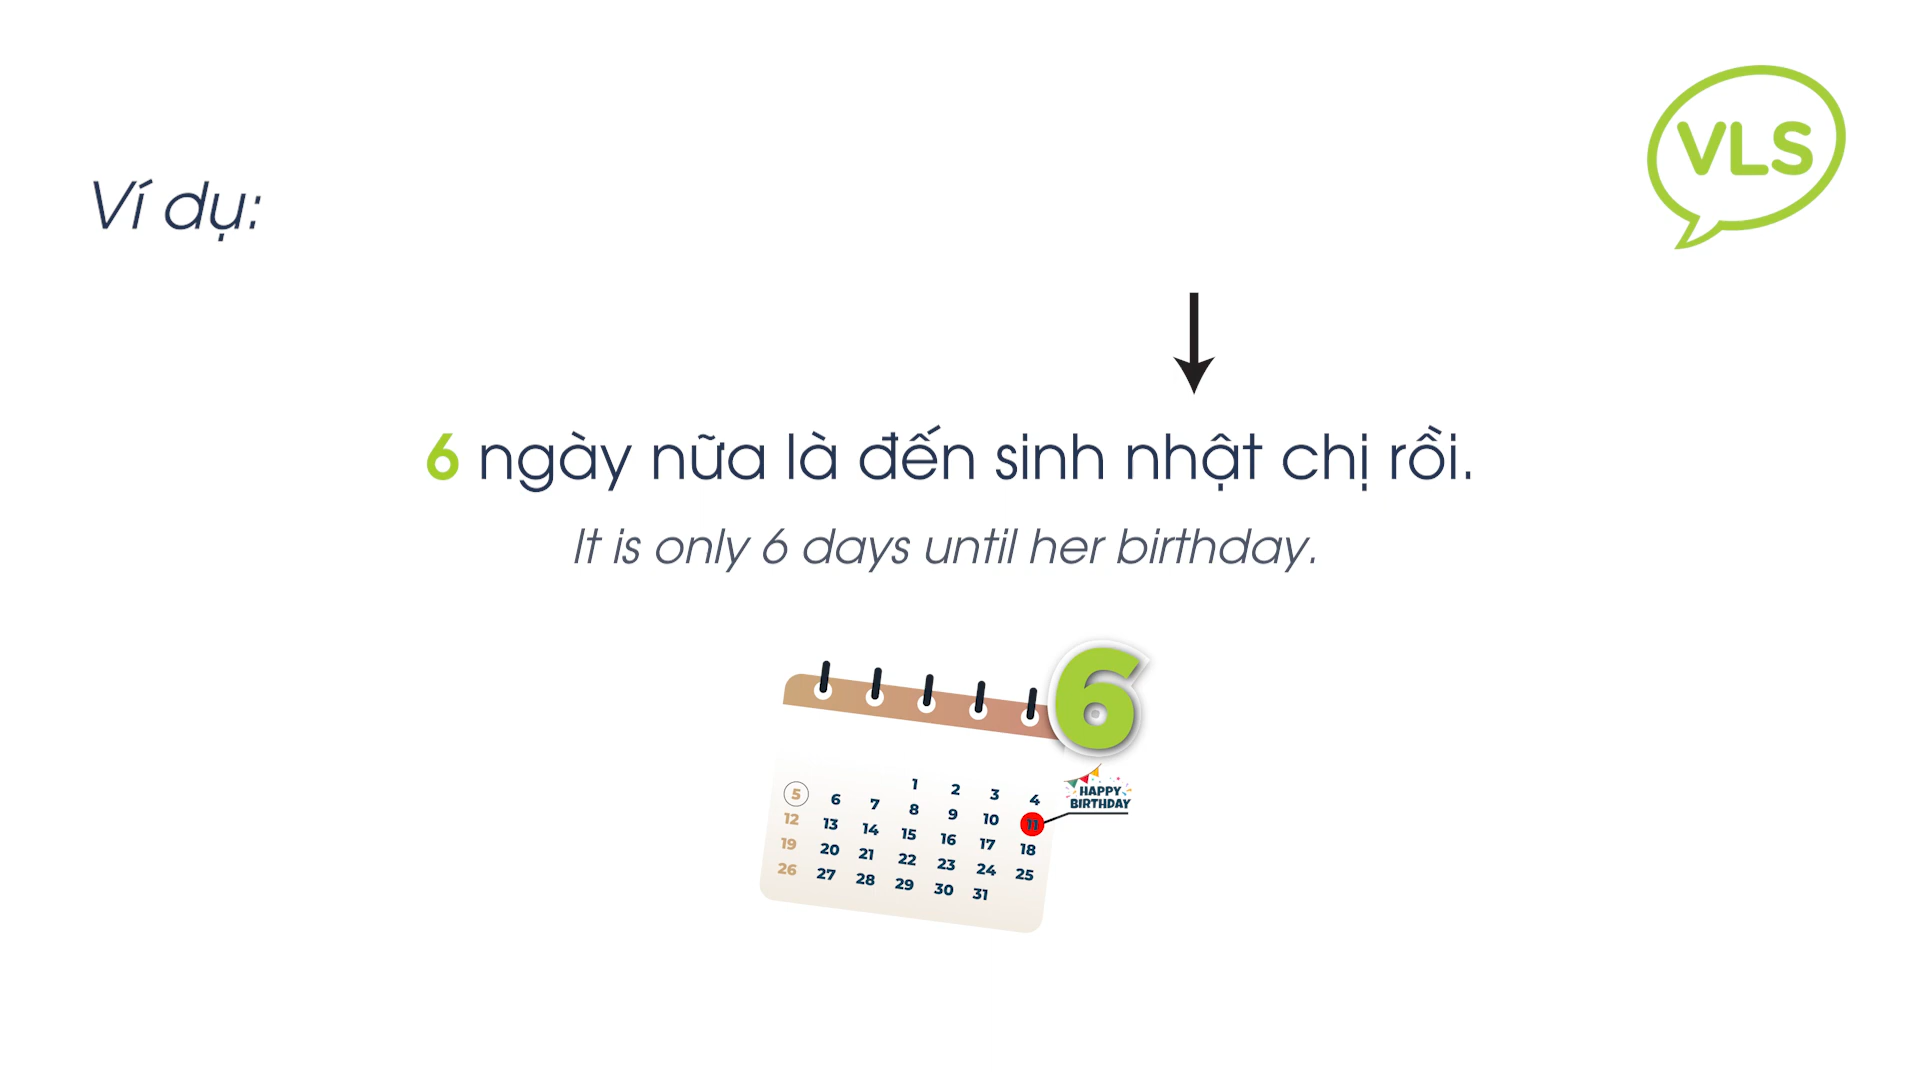 VLS
Ví dụ:
6 ngày nữa là đến sinh nhật chị rồi.
It is only 6 days until her birthday.
6
HAPPY
BIRTHDAY
1 2 3 4
5 6 7 8 9 10 11
12 13 14 15 16 17 18
19 20 21 22 23 24 25
26 27 28 29 30 31